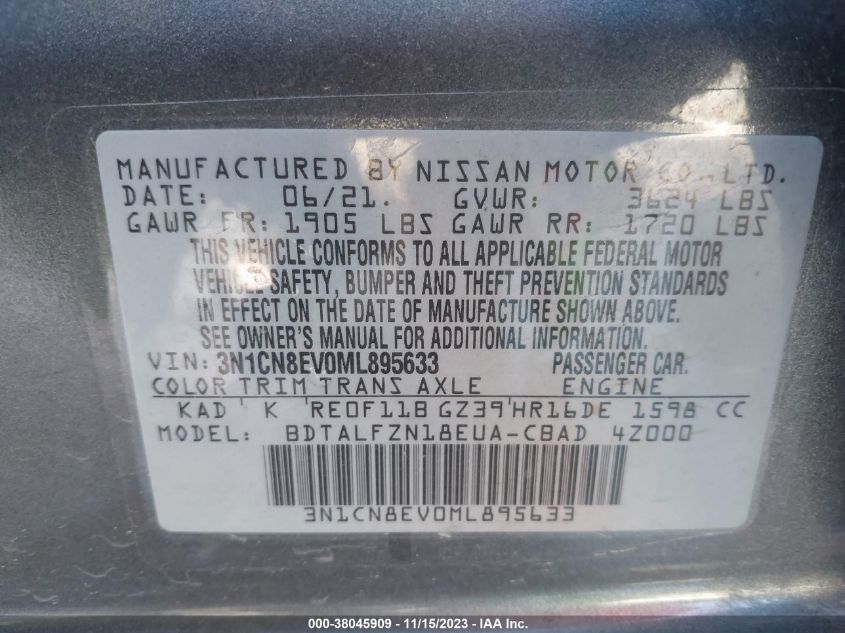 MANUFACTURED BY NISSAN MOTOR CO., LTD.
DATE: 06/21. GVWR: 3624 LBS
GAWR FR: 1905 LBS GAWR RR: 1720 LBS
THIS VEHICLE CONFORMS TO ALL APPLICABLE FEDERAL MOTOR
VEHICLE SAFETY, BUMPER AND THEFT PREVENTION STANDARDS
IN EFFECT ON THE DATE OF MANUFACTURE SHOWN ABOVE.
SEE OWNER'S MANUAL FOR ADDITIONAL INFORMATION.
VIN: 3N1CN8EV0ML895633 PASSENGER CAR.
COLOR TRIM TRANS AXLE ENGINE
KAD K RE0F11B GZ39 HR16DE 1598 CC
MODEL: BDTALFZN18EUA-CBAD 4Z000
3N1CN8EV0ML895633
000-38045909 - 11/15/2023 - IAA Inc.